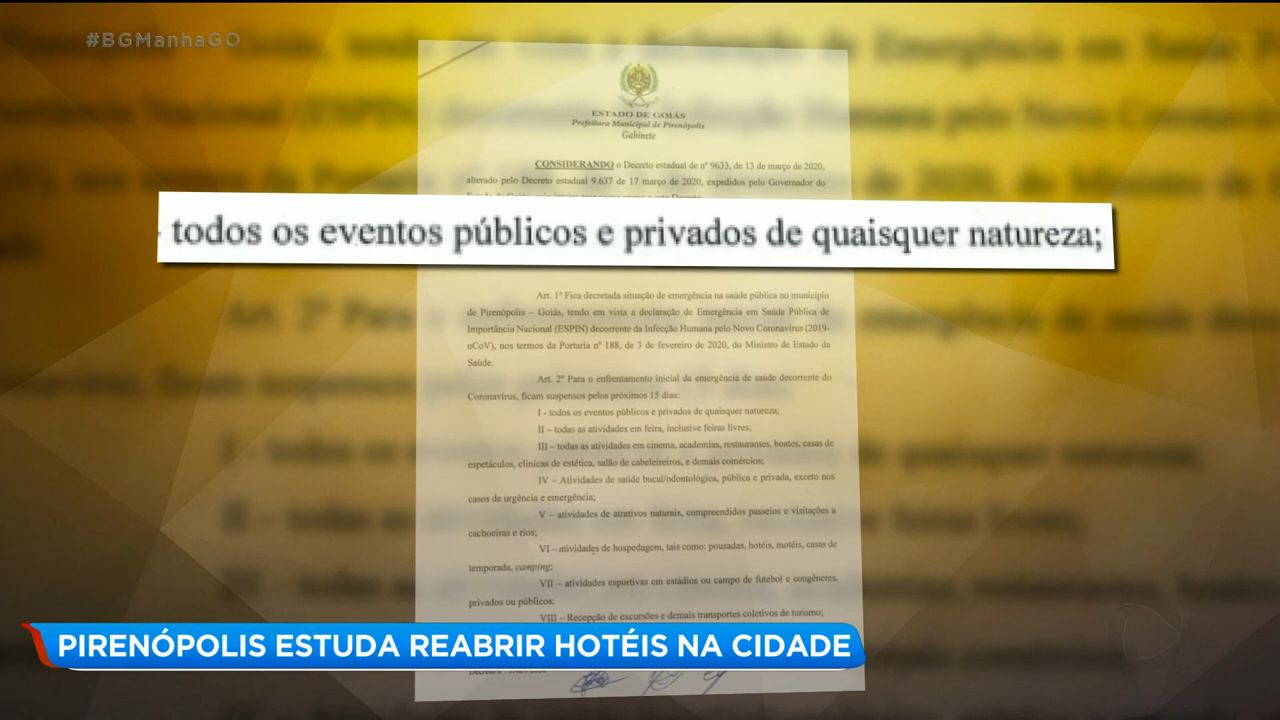 #BGManhaGO
ESTADO DE GOIÁS
Prefeitura Municipal de Pirenópolis
Gabinete
CONSIDERANDO o Decreto estadual de nº 9633, de 13 de março de 2020,
alterado pelo Decreto estadual 9.637 de 17 março de 2020, expedidos pelo Governador do
todos os eventos públicos e privados de quaisquer natureza;
Art. 1º Fica decretada situação de emergência na saúde pública no município
de Pirenópolis – Goiás, tendo em vista a declaração de Emergência em Saúde Pública de
Importância Nacional (ESPIN) decorrente da Infecção Humana pelo Novo Coronavírus (2019-
nCoV), nos termos da Portaria nº 188, de 3 de fevereiro de 2020, do Ministro de Estado da
Saúde.
Art. 2º Para o enfrentamento inicial da emergência de saúde decorrente do
Coronavírus, ficam suspensos pelos próximos 15 dias:
I - todos os eventos públicos e privados de quaisquer natureza;
II – todas as atividades em feira, inclusive feiras livres;
III – todas as atividades em cinema, academias, restaurantes, boates, casas de
espetáculos, clínicas de estética, salão de cabeleireiros, e demais comércios;
IV – Atividades de saúde bucal/odontológica, pública e privada, exceto nos
casos de urgência e emergência;
V – atividades de atrativos naturais, compreendidos passeios e visitações a
cachoeiras e rios;
VI – atividades de hospedagem, tais como: pousadas, hotéis, motéis, casas de
temporada, camping;
VII – atividades esportivas em estádios ou campo de futebol e congêneres,
privados ou públicos;
VIII – Recepção de excursões e demais transportes coletivos de turismo;
PIRENÓPOLIS ESTUDA REABRIR HOTÉIS NA CIDADE